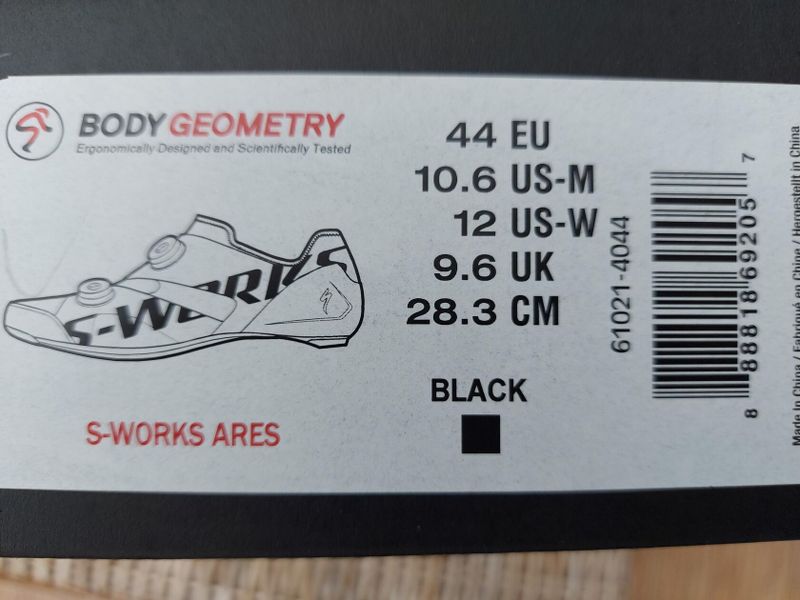 BODY GEOMETRY
Ergonomically Designed and Scientifically Tested
S-WORKS
S-WORKS ARES
44 EU
10.6 US-M
12 US-W
9.6 UK
28.3 CM
BLACK
61021-4044
8 88818 69205 7
Made In China / Fabriqué en Chine / Hergestellt in China